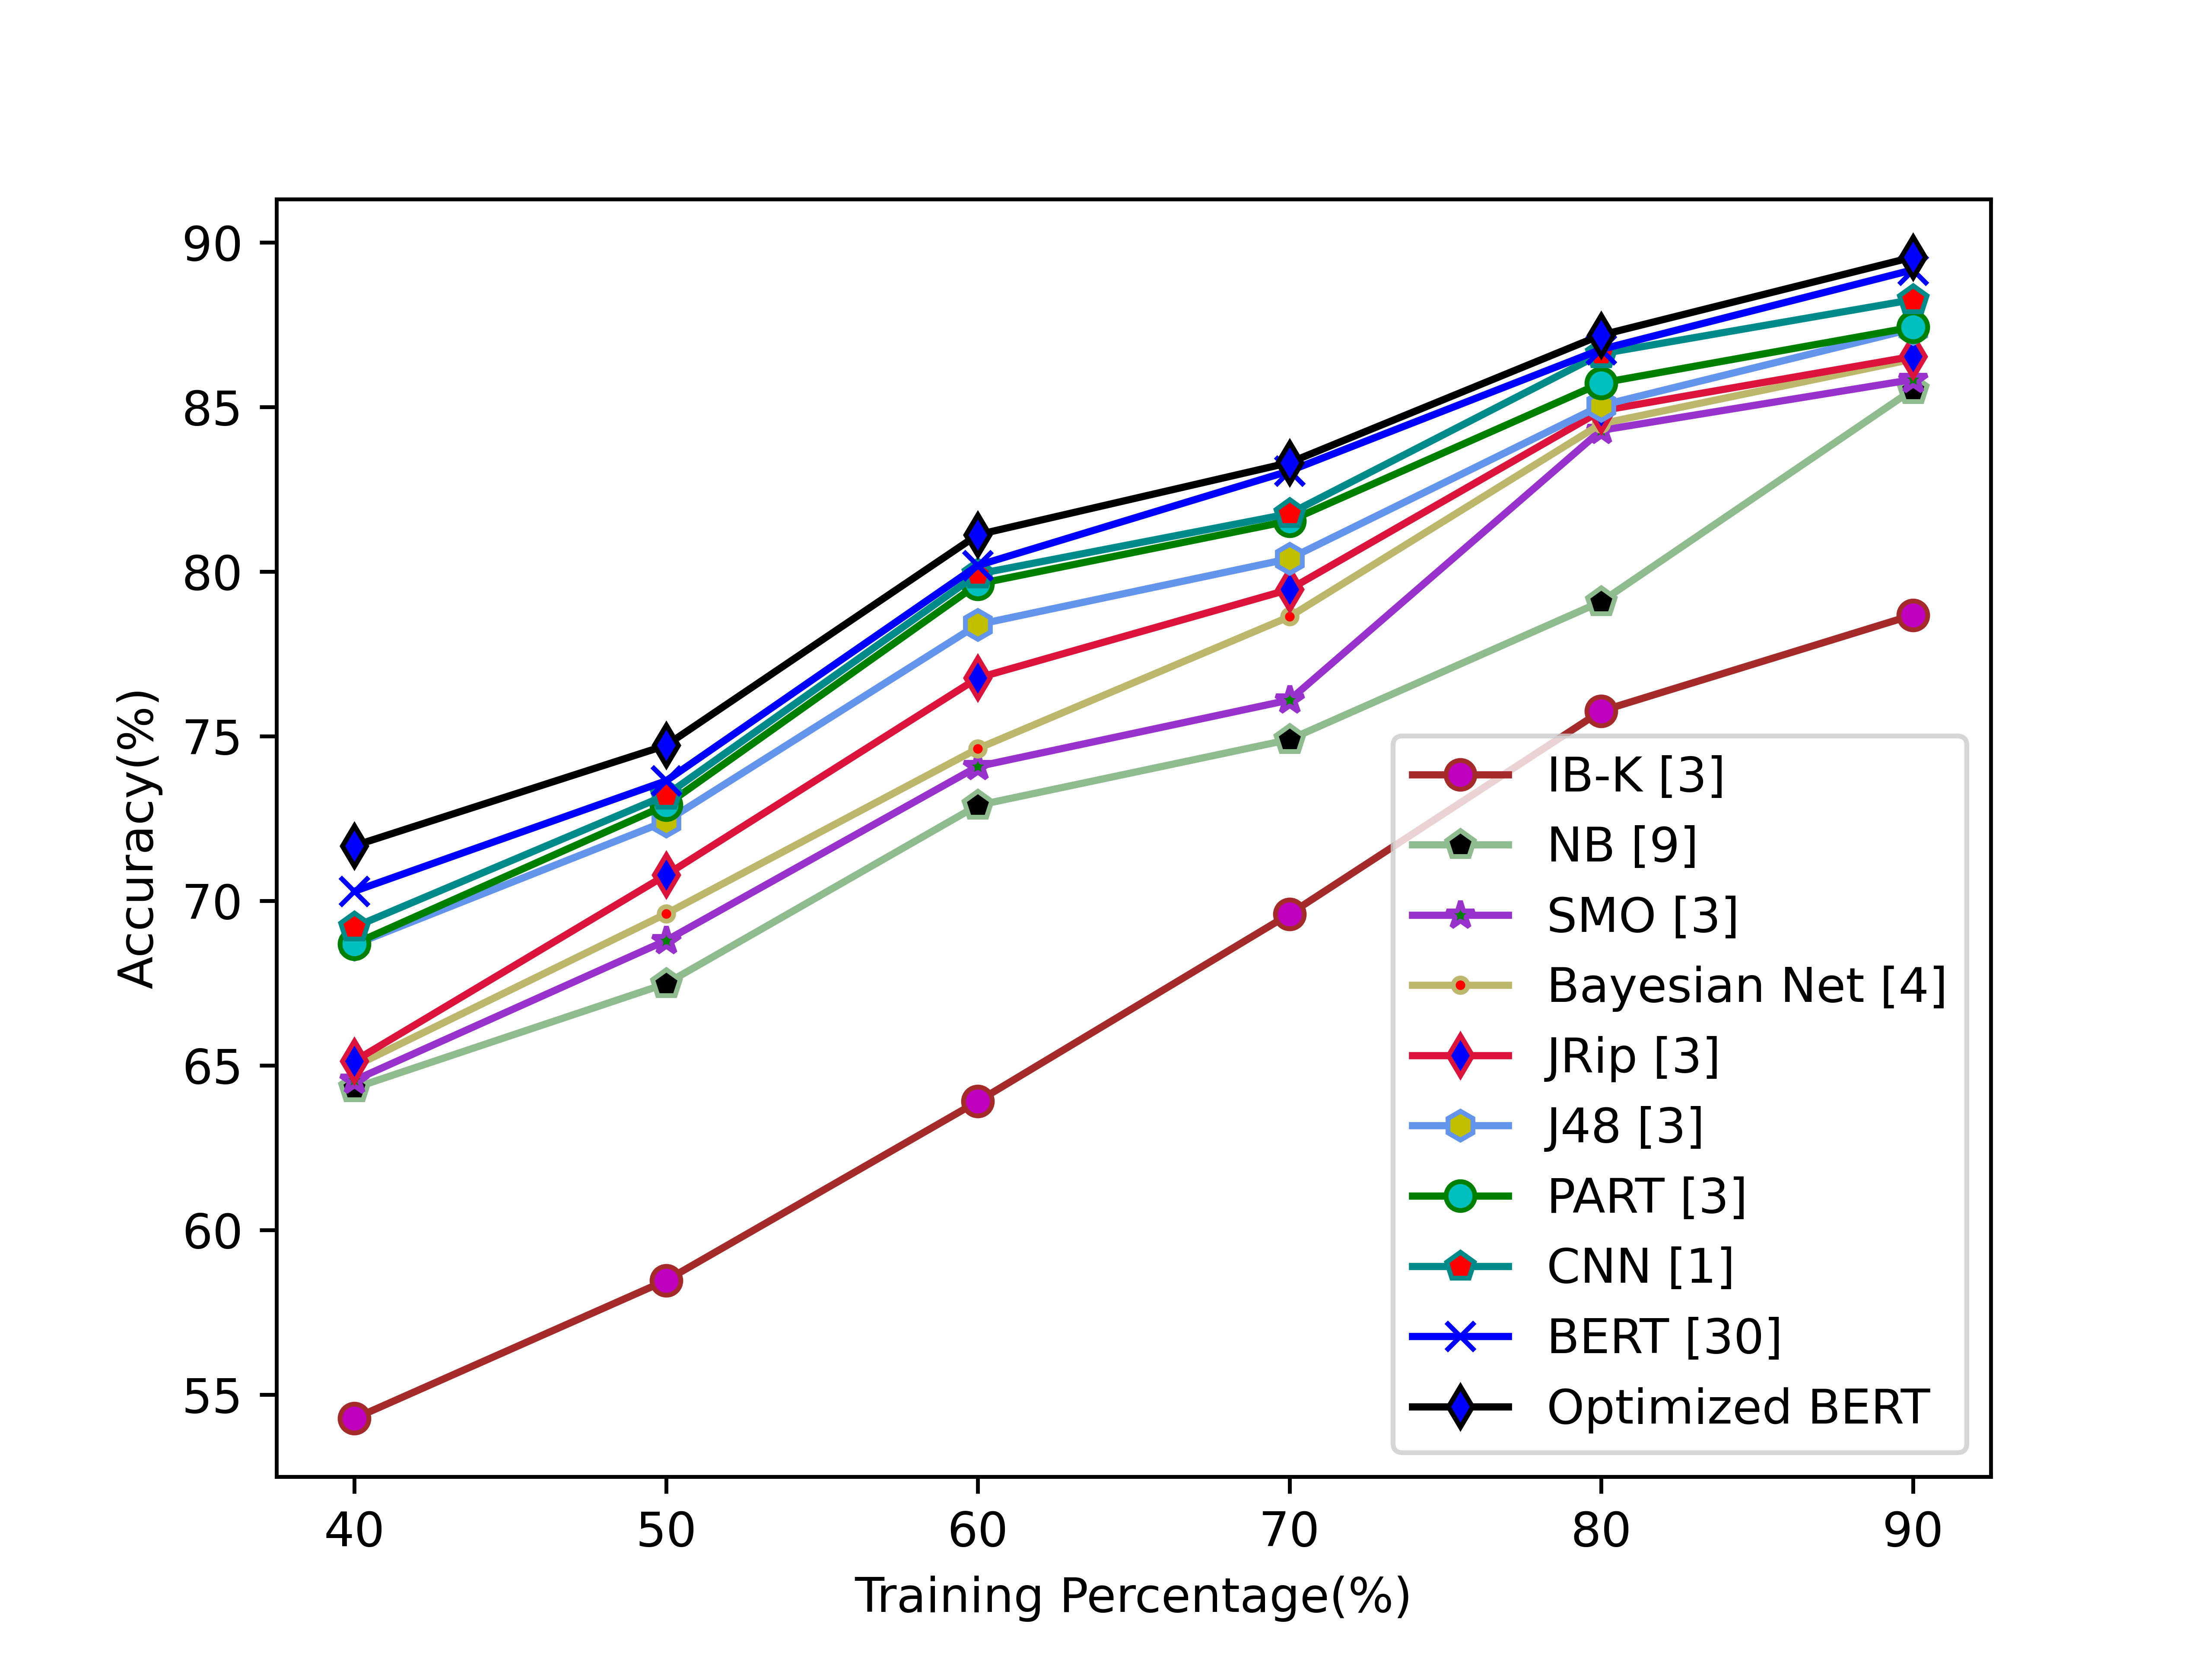 90
85
80
75
70
65
60
55
Accuracy(%)
40 50 60 70 80 90
Training Percentage(%)
IB-K [3]
NB [9]
SMO [3]
Bayesian Net [4]
JRip [3]
J48 [3]
PART [3]
CNN [1]
BERT [30]
Optimized BERT